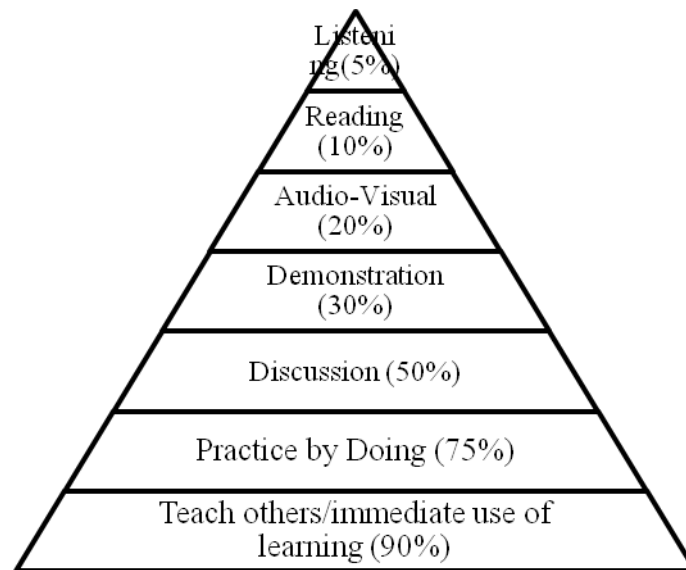 Listeni
ng(5%)
Reading
(10%)
Audio-Visual
(20%)
Demonstration
(30%)
Discussion (50%)
Practice by Doing (75%)
Teach others/immediate use of
learning (90%)